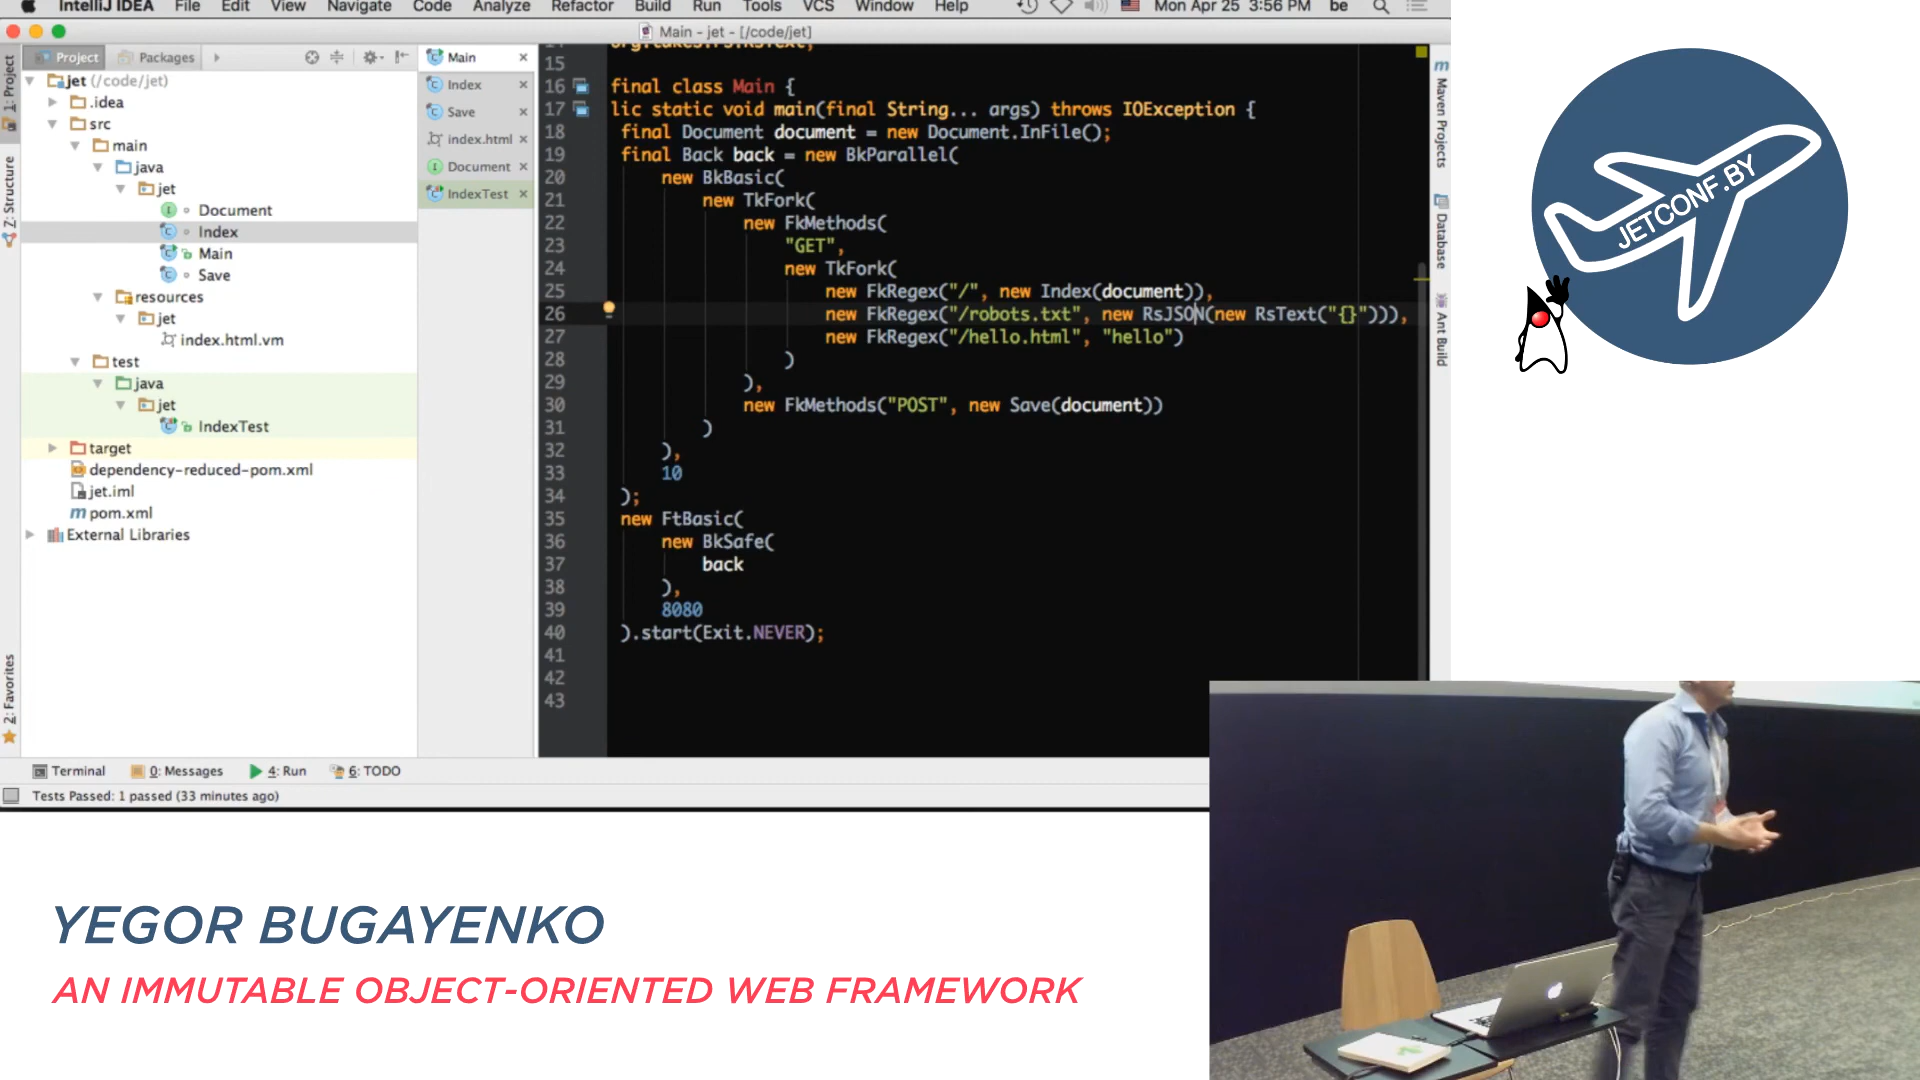 IntelliJ IDEA File Edit View Navigate Code Analyze Refactor Build Run Tools VCS Window Help Mon Apr 25 3:56 PM be
Main - jet - [/code/jet]
Project Packages
1: Project
Z: Structure
2: Favorites
jet (/code/jet)
.idea
src
main
java
jet
Document
Index
Main
Save
resources
jet
index.html.vm
test
java
jet
IndexTest
target
dependency-reduced-pom.xml
jet.iml
pom.xml
External Libraries
Main
Index
Save
index.html
Document
IndexTest
15
16 final class Main {
17 lic static void main(final String... args) throws IOException {
18 final Document document = new Document.InFile();
19 final Back back = new BkParallel(
20 new BkBasic(
21 new TkFork(
22 new FkMethods(
23 "GET",
24 new TkFork(
25 new FkRegex("/", new Index(document)),
26 new FkRegex("/robots.txt", new RsJSON(new RsText("{}"))),
27 new FkRegex("/hello.html", "hello")
28 )
29 ),
30 new FkMethods("POST", new Save(document))
31 )
32 ),
33 10
34 );
35 new FtBasic(
36 new BkSafe(
37 back
38 ),
39 8080
40 ).start(Exit.NEVER);
41
42
43
Maven Projects
Database
Ant Build
Terminal 0: Messages 4: Run 6: TODO
Tests Passed: 1 passed (33 minutes ago)
JETCONF.BY
YEGOR BUGAYENKO
AN IMMUTABLE OBJECT-ORIENTED WEB FRAMEWORK